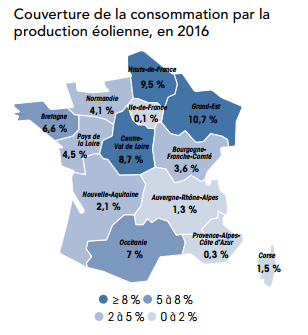 Couverture de la consommation par la
production éolienne, en 2016
Hauts-de-France
9,5 %
Normandie
4,1 %
Ile-de-France
0,1 %
Grand-Est
10,7 %
Bretagne
6,6 %
Pays de
la Loire
4,5 %
Centre-
Val de Loire
8,7 %
Bourgogne-
Franche-Comté
3,6 %
Nouvelle-Aquitaine
2,1 %
Auvergne-Rhône-Alpes
1,3 %
Occitanie
7 %
Provence-Alpes-
Côte d'Azur
0,3 %
Corse
1,5 %
≥ 8 %
5 à 8 %
2 à 5 %
0 à 2 %